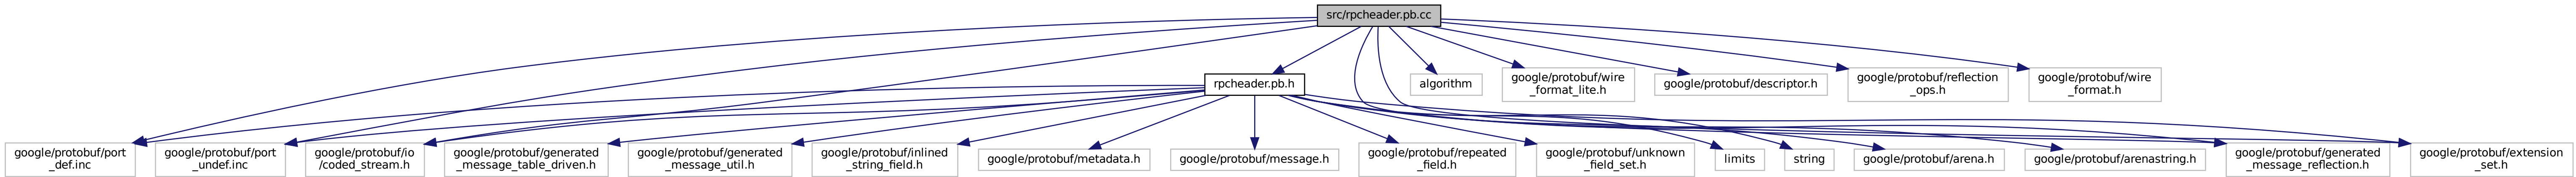 src/rpcheader.pb.cc
rpcheader.pb.h
algorithm
google/protobuf/wire
_format_lite.h
google/protobuf/descriptor.h
google/protobuf/reflection
_ops.h
google/protobuf/wire
_format.h
google/protobuf/port
_def.inc
google/protobuf/port
_undef.inc
google/protobuf/io
/coded_stream.h
google/protobuf/generated
_message_table_driven.h
google/protobuf/generated
_message_util.h
google/protobuf/inlined
_string_field.h
google/protobuf/metadata.h
google/protobuf/message.h
google/protobuf/repeated
_field.h
google/protobuf/unknown
_field_set.h
limits
string
google/protobuf/arena.h
google/protobuf/arenastring.h
google/protobuf/generated
_message_reflection.h
google/protobuf/extension
_set.h